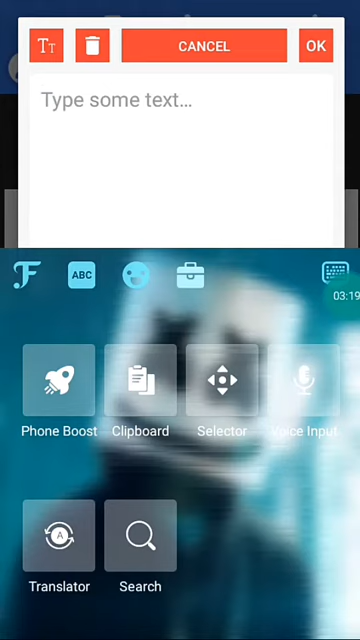 TT
CANCEL
OK
Type some text...
F
ABC
03:19
Phone Boost
Clipboard
Selector
Voice Input
A
Translator
Search